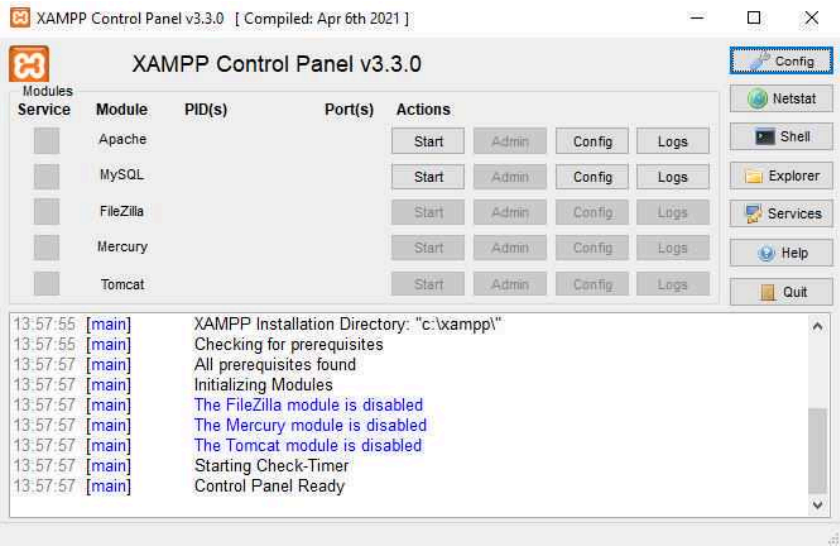 XAMPP Control Panel v3.3.0 [ Compiled: Apr 6th 2021 ]
XAMPP Control Panel v3.3.0
Config
Modules
Service Module PID(s) Port(s) Actions
Netstat
Apache Start Admin Config Logs
Shell
MySQL Start Admin Config Logs
Explorer
FileZilla Start Admin Config Logs
Services
Mercury Start Admin Config Logs
Help
Tomcat Start Admin Config Logs
Quit
13:57:55 [main] XAMPP Installation Directory: "c:\xampp\"
13:57:55 [main] Checking for prerequisites
13:57:57 [main] All prerequisites found
13:57:57 [main] Initializing Modules
13:57:57 [main] The FileZilla module is disabled
13:57:57 [main] The Mercury module is disabled
13:57:57 [main] The Tomcat module is disabled
13:57:57 [main] Starting Check-Timer
13:57:57 [main] Control Panel Ready